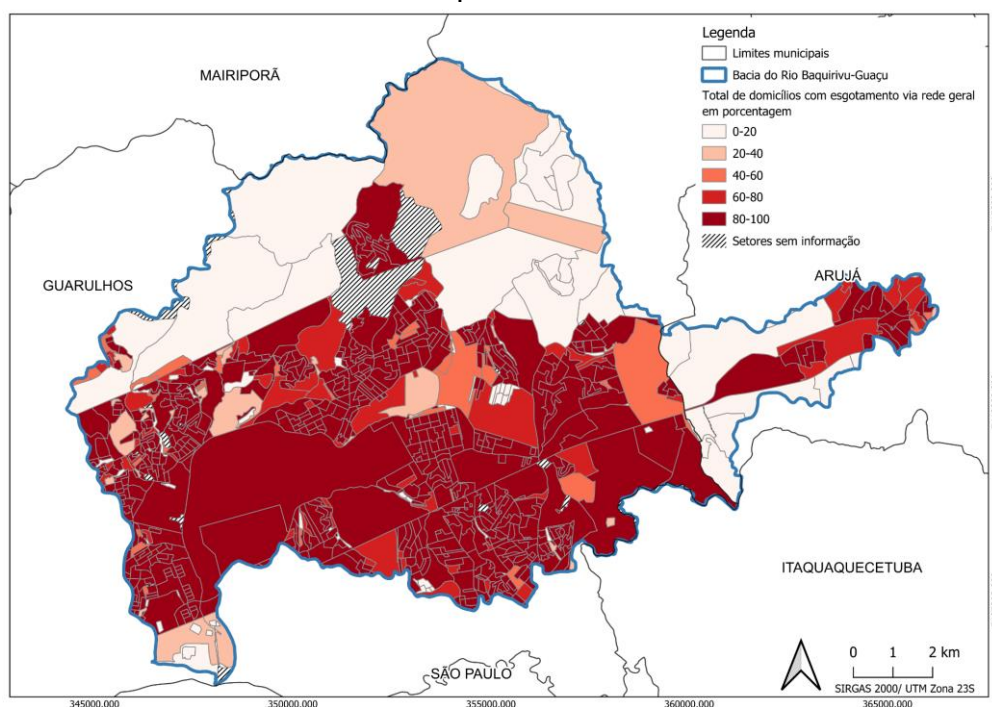 Legenda
Limites municipais
Bacia do Rio Baquirivu-Guaçu
Total de domicílios com esgotamento via rede geral
em porcentagem
0-20
20-40
40-60
60-80
80-100
Setores sem informação
MAIRIPORÃ
GUARULHOS
ARUJÁ
ITAQUAQUECETUBA
SÃO PAULO
0 1 2 km
SIRGAS 2000/ UTM Zona 23S
345000.000 350000.000 355000.000 360000.000 365000.000